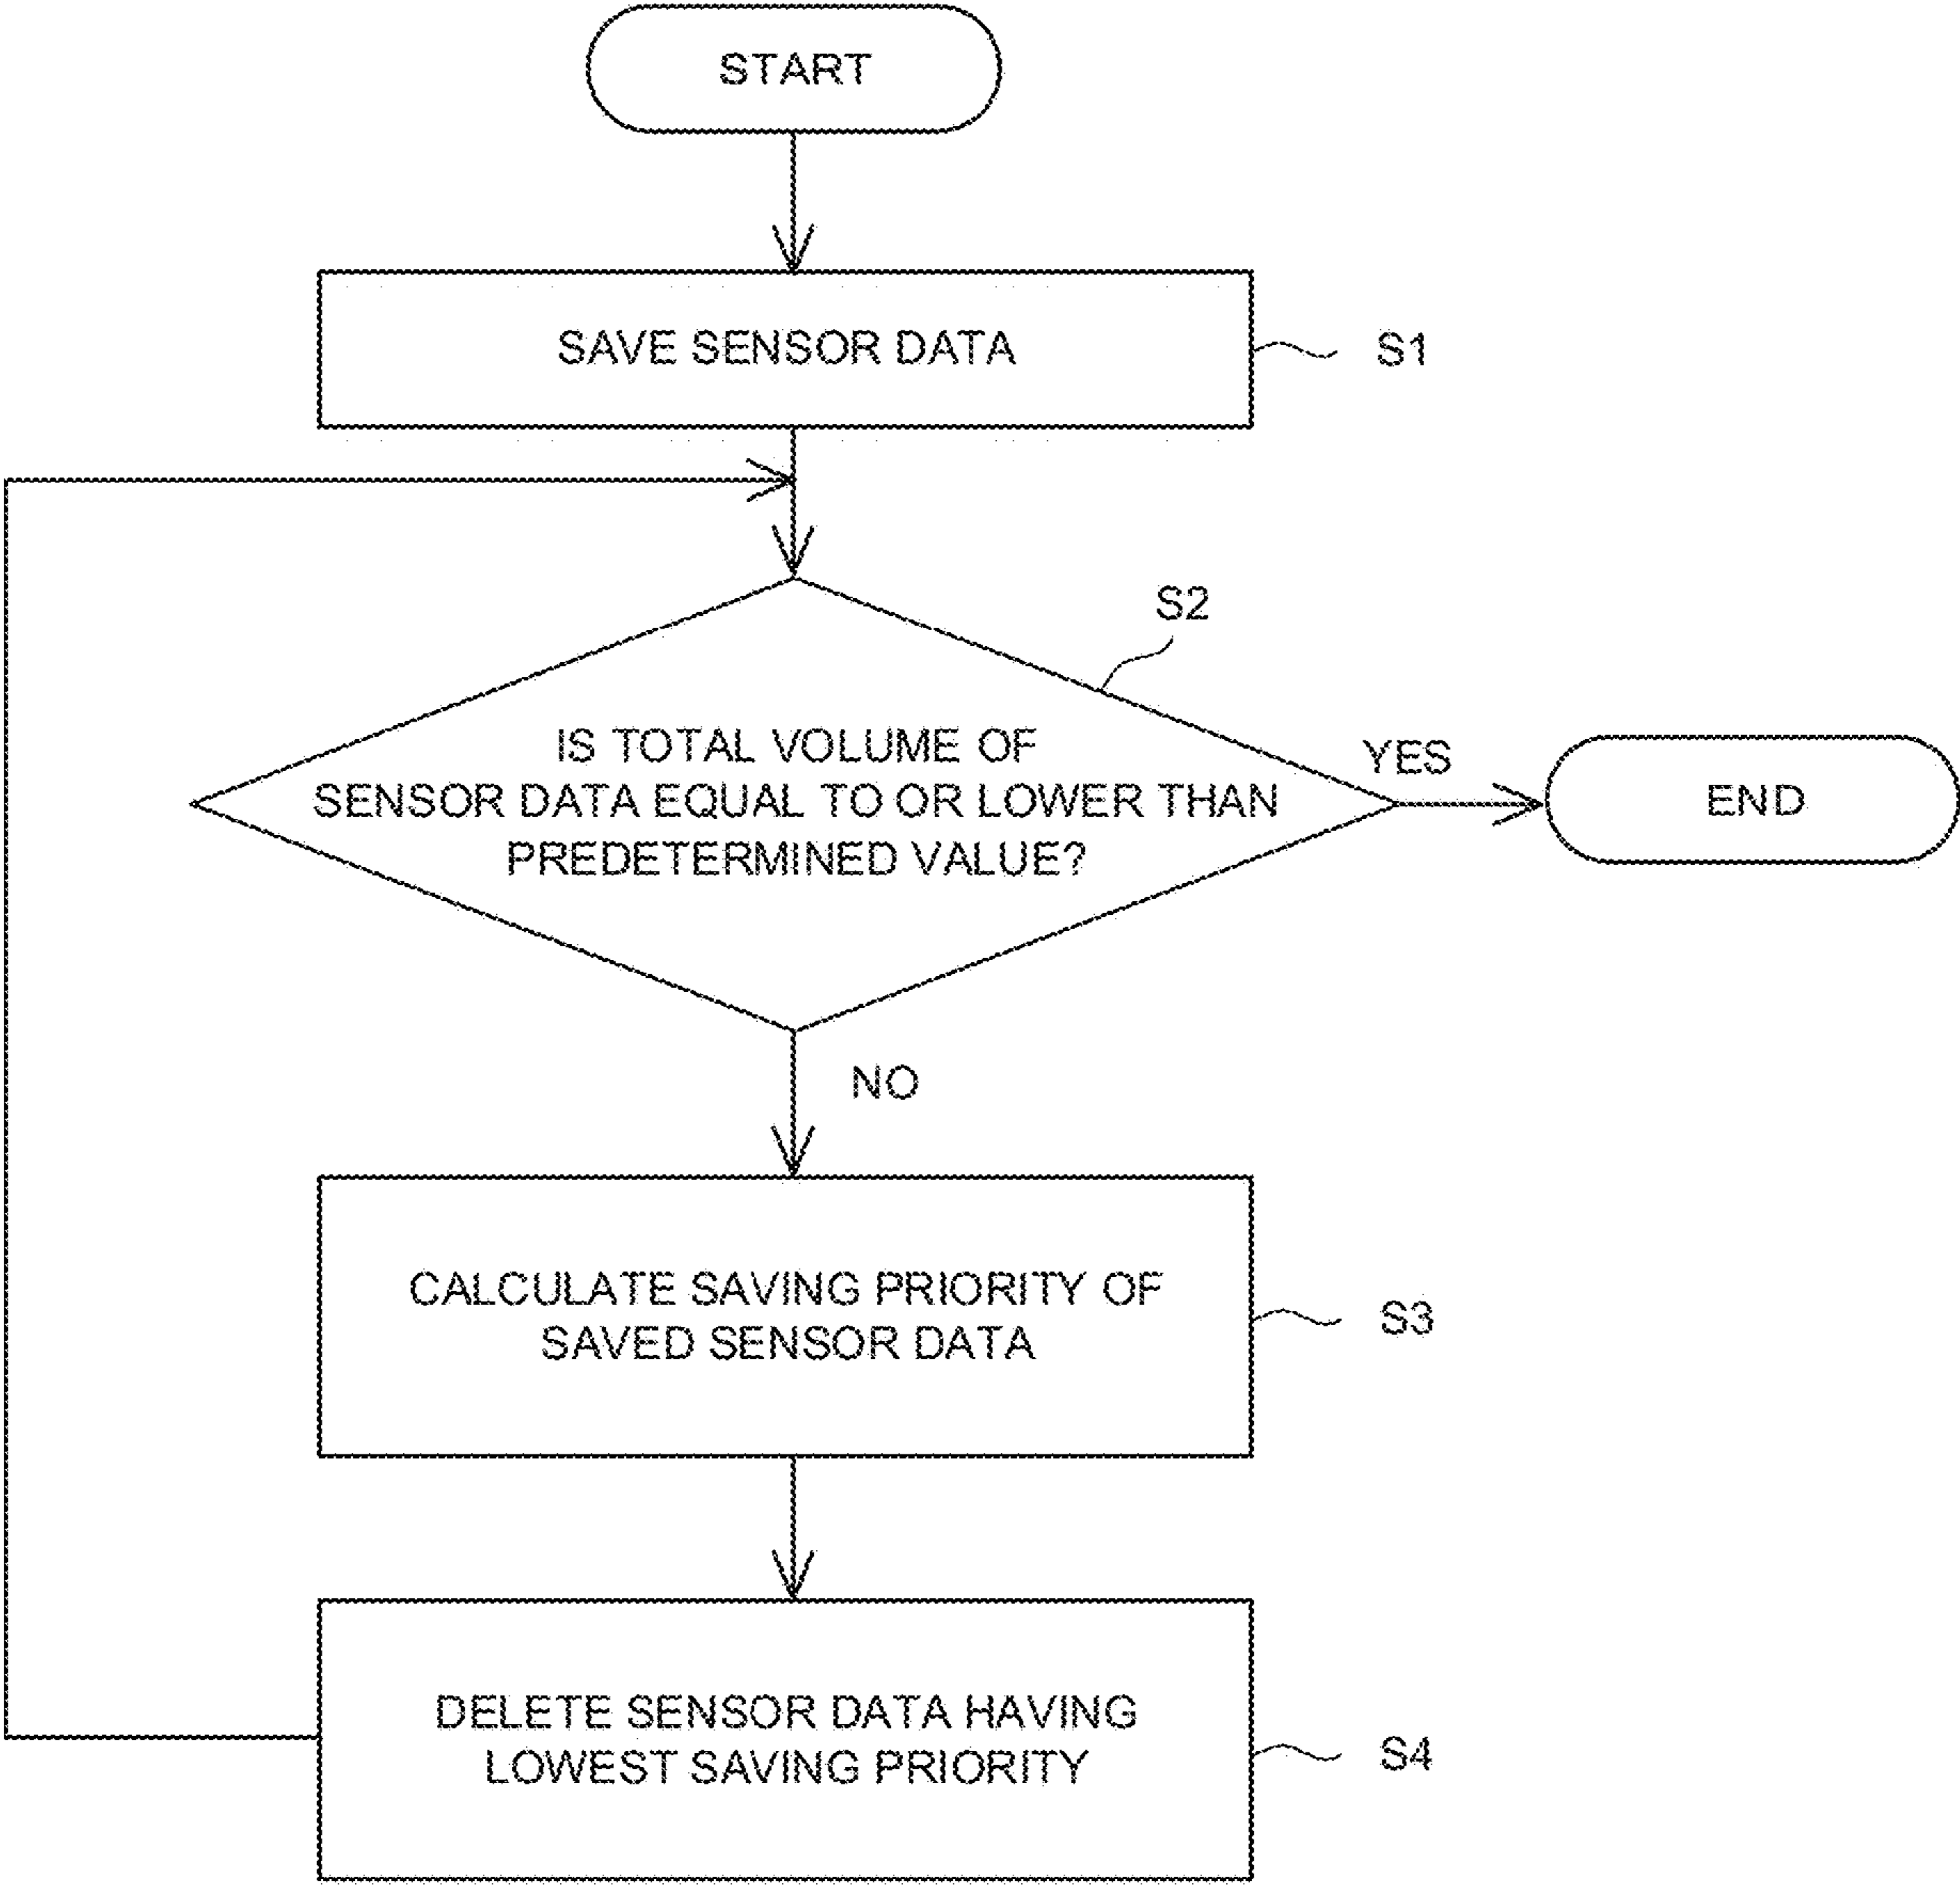 START
SAVE SENSOR DATA
S1
S2
IS TOTAL VOLUME OF
SENSOR DATA EQUAL TO OR LOWER THAN
PREDETERMINED VALUE?
YES
END
NO
CALCULATE SAVING PRIORITY OF
SAVED SENSOR DATA
S3
DELETE SENSOR DATA HAVING
LOWEST SAVING PRIORITY
S4